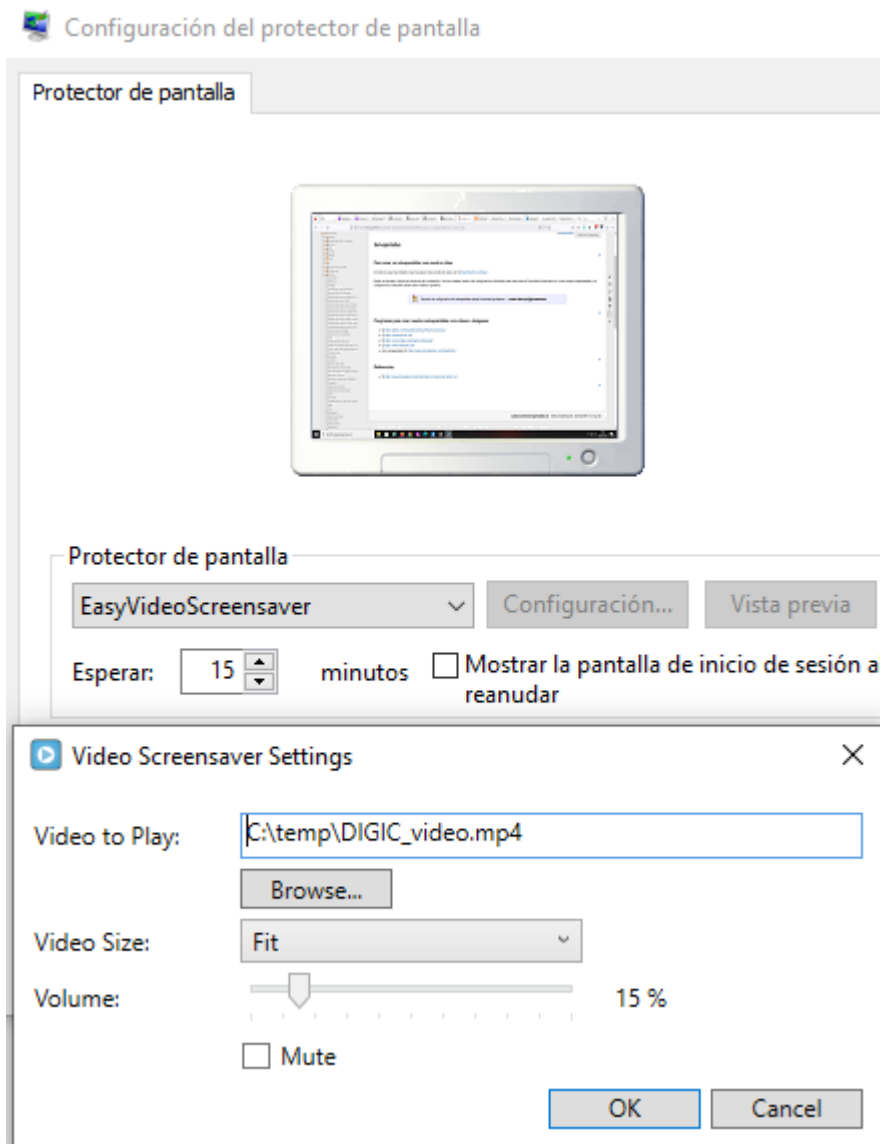 Configuración del protector de pantalla
Protector de pantalla
Protector de pantalla
EasyVideoScreensaver
Configuración...
Vista previa
Esperar:
15
minutos
Mostrar la pantalla de inicio de sesión a
reanudar
Video Screensaver Settings
Video to Play:
C:\temp\DIGIC_video.mp4
Browse...
Video Size:
Fit
Volume:
15 %
Mute
OK
Cancel